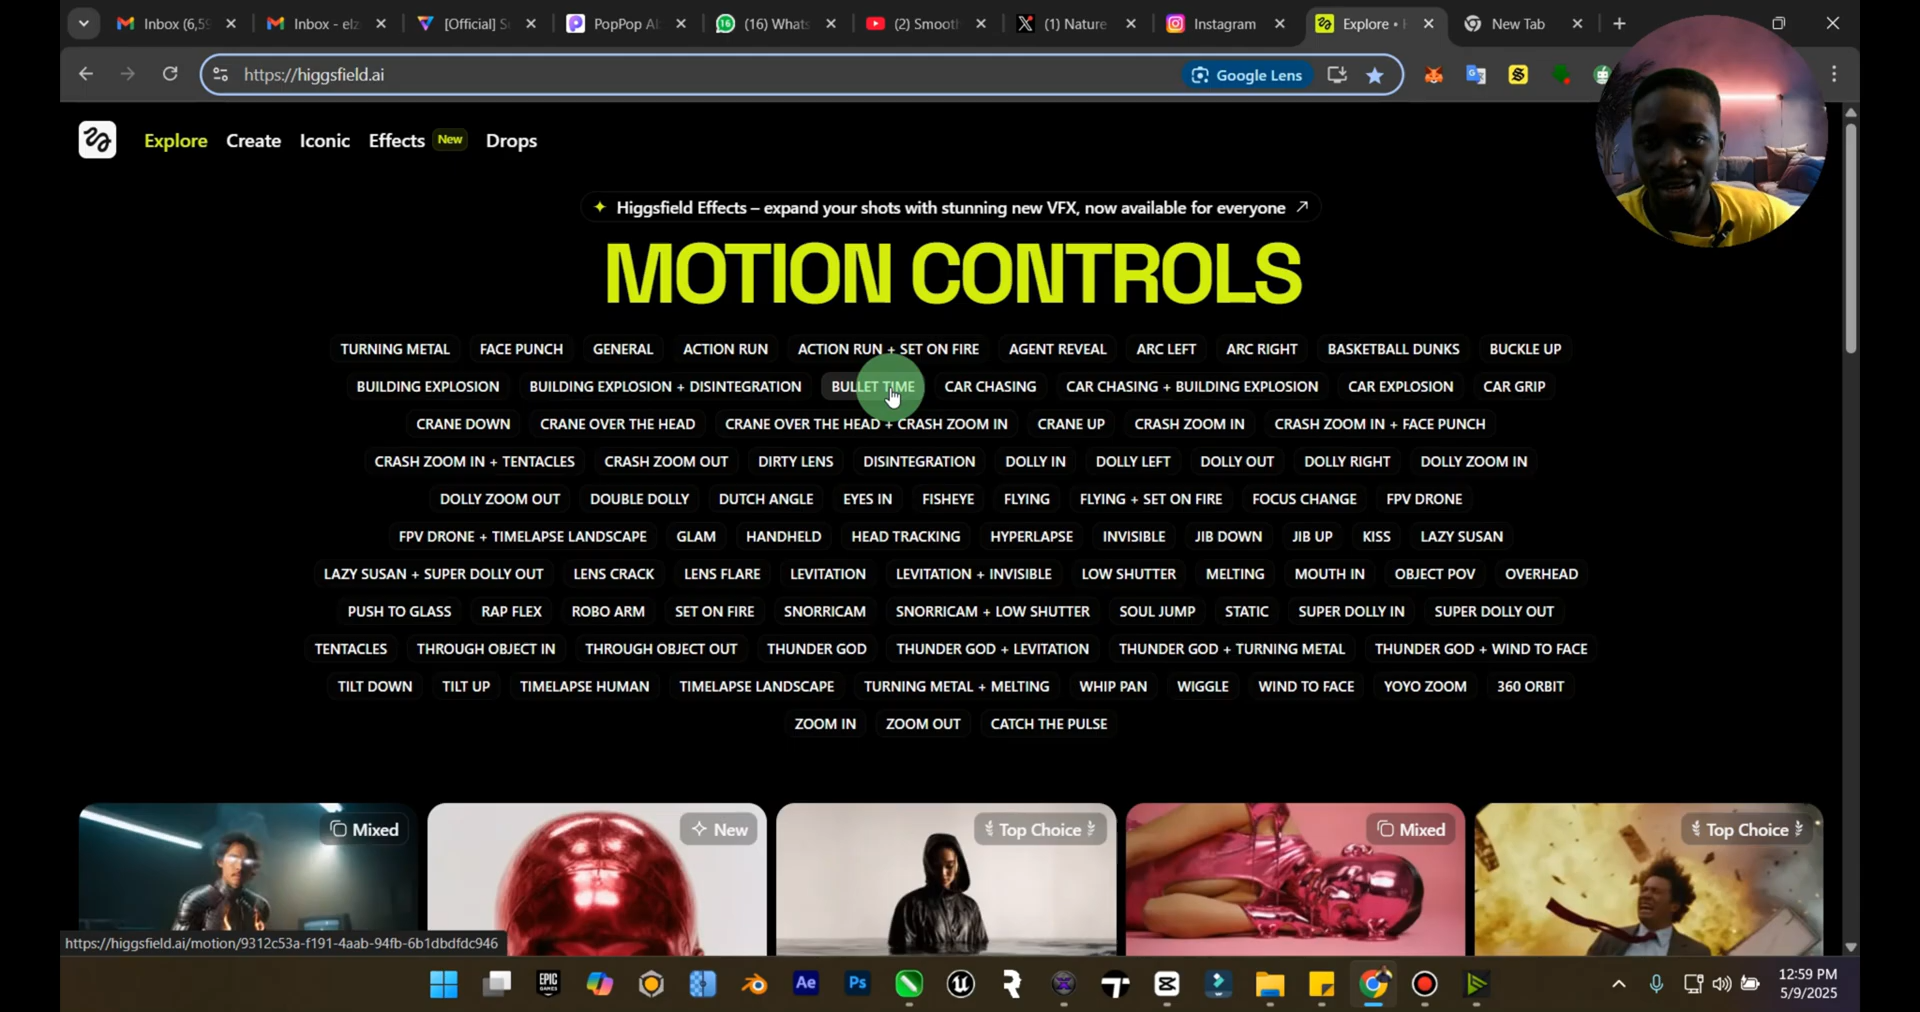 Inbox (6,59
Inbox - elz
[Official] S
PopPop A
(16) Whats
(2) Smoot
(1) Nature
Instagram
Explore •
New Tab
https://higgsfield.ai
Google Lens
Explore Create Iconic Effects New Drops
Higgsfield Effects – expand your shots with stunning new VFX, now available for everyone
MOTION CONTROLS
TURNING METAL FACE PUNCH GENERAL ACTION RUN ACTION RUN + SET ON FIRE AGENT REVEAL ARC LEFT ARC RIGHT BASKETBALL DUNKS BUCKLE UP
BUILDING EXPLOSION BUILDING EXPLOSION + DISINTEGRATION BULLET TIME CAR CHASING CAR CHASING + BUILDING EXPLOSION CAR EXPLOSION CAR GRIP
CRANE DOWN CRANE OVER THE HEAD CRANE OVER THE HEAD + CRASH ZOOM IN CRANE UP CRASH ZOOM IN CRASH ZOOM IN + FACE PUNCH
CRASH ZOOM IN + TENTACLES CRASH ZOOM OUT DIRTY LENS DISINTEGRATION DOLLY IN DOLLY LEFT DOLLY OUT DOLLY RIGHT DOLLY ZOOM IN
DOLLY ZOOM OUT DOUBLE DOLLY DUTCH ANGLE EYES IN FISHEYE FLYING FLYING + SET ON FIRE FOCUS CHANGE FPV DRONE
FPV DRONE + TIMELAPSE LANDSCAPE GLAM HANDHELD HEAD TRACKING HYPERLAPSE INVISIBLE JIB DOWN JIB UP KISS LAZY SUSAN
LAZY SUSAN + SUPER DOLLY OUT LENS CRACK LENS FLARE LEVITATION LEVITATION + INVISIBLE LOW SHUTTER MELTING MOUTH IN OBJECT POV OVERHEAD
PUSH TO GLASS RAP FLEX ROBO ARM SET ON FIRE SNORRICAM SNORRICAM + LOW SHUTTER SOUL JUMP STATIC SUPER DOLLY IN SUPER DOLLY OUT
TENTACLES THROUGH OBJECT IN THROUGH OBJECT OUT THUNDER GOD THUNDER GOD + LEVITATION THUNDER GOD + TURNING METAL THUNDER GOD + WIND TO FACE
TILT DOWN TILT UP TIMELAPSE HUMAN TIMELAPSE LANDSCAPE TURNING METAL + MELTING WHIP PAN WIGGLE WIND TO FACE YOYO ZOOM 360 ORBIT
ZOOM IN ZOOM OUT CATCH THE PULSE
Mixed
New
Top Choice
Mixed
Top Choice
https://higgsfield.ai/motion/9312c53a-f191-4aab-94fb-6b1dbdfdc946
EPIC GAMES
Ae
Ps
12:59 PM
5/9/2025